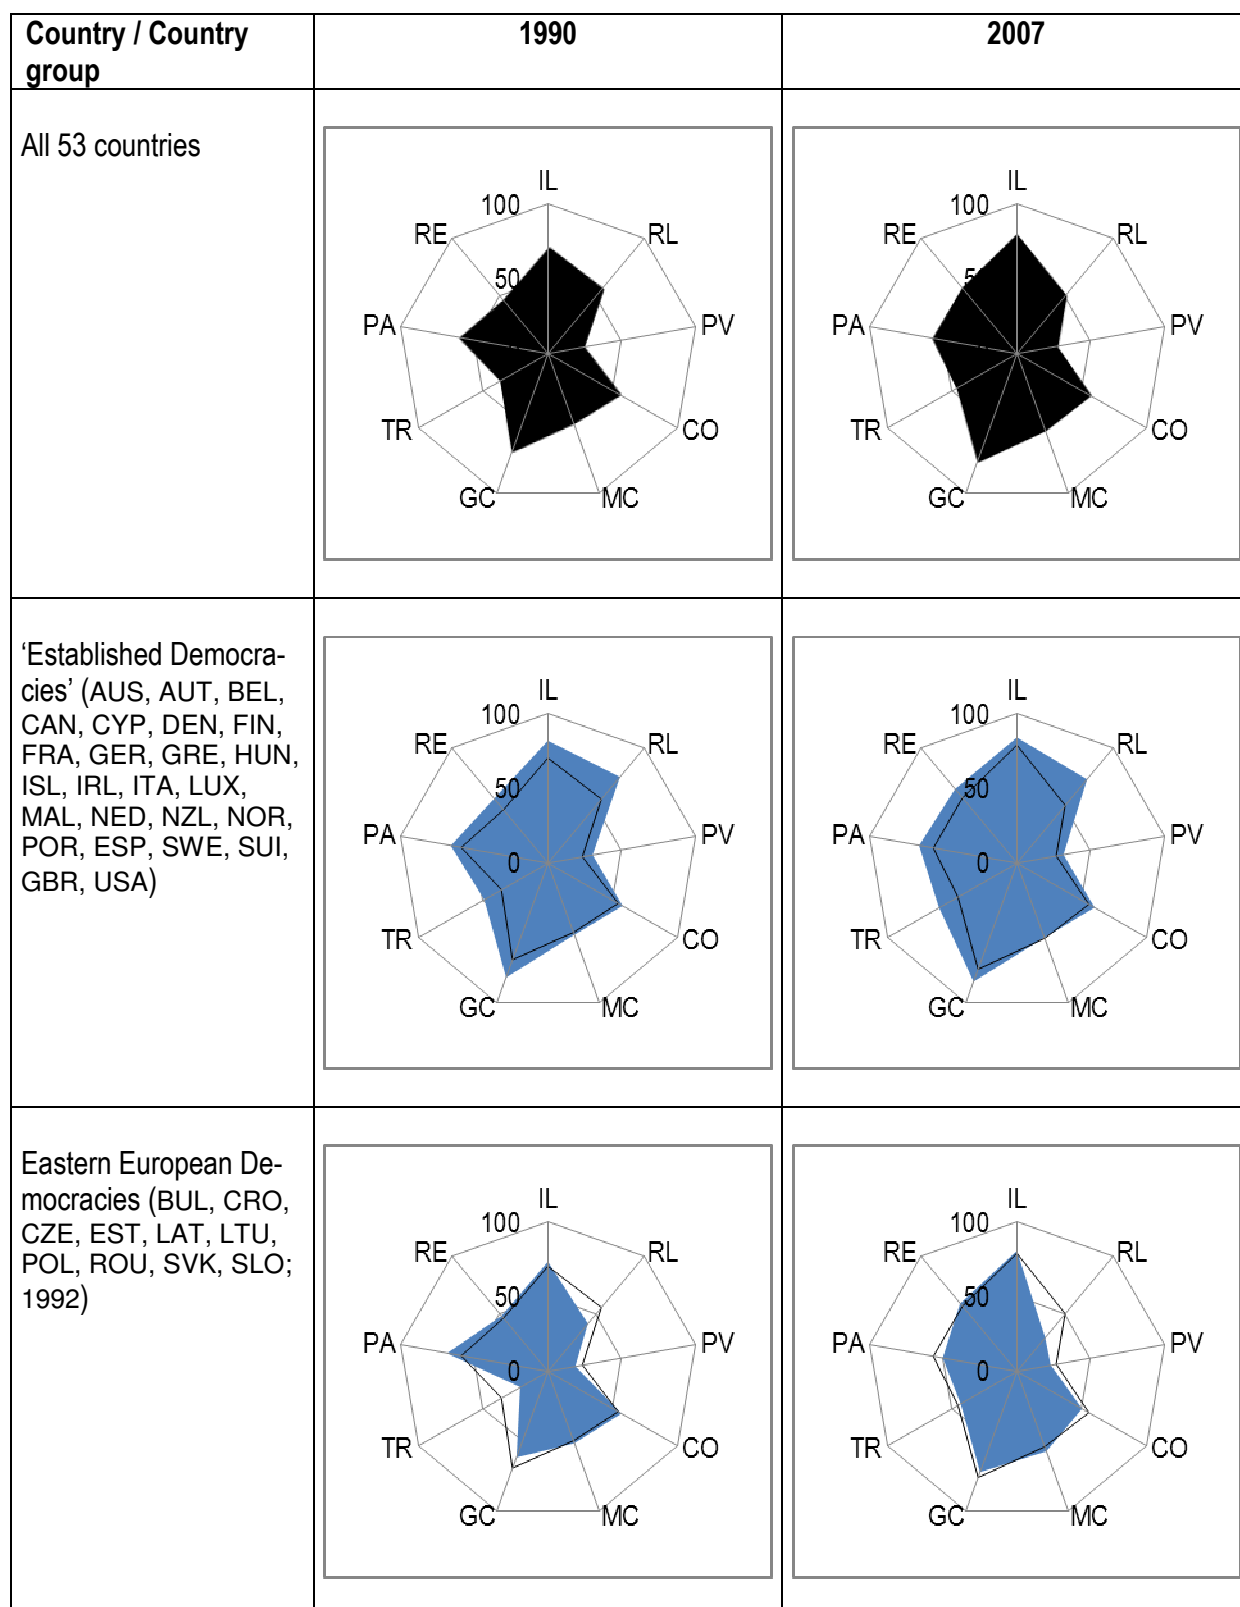 Country / Country group
1990
2007
All 53 countries
IL
100
RL
RE
50
PV
PA
CO
TR
MC
GC
IL
100
RL
RE
PV
PA
CO
TR
MC
GC
‘Established Democra-
cies’ (AUS, AUT, BEL,
CAN, CYP, DEN, FIN,
FRA, GER, GRE, HUN,
ISL, IRL, ITA, LUX,
MAL, NED, NZL, NOR,
POR, ESP, SWE, SUI,
GBR, USA)
IL
100
RL
RE
50
PV
PA
0
CO
TR
MC
GC
IL
100
RL
RE
50
PV
PA
0
CO
TR
MC
GC
Eastern European De-
mocracies (BUL, CRO,
CZE, EST, LAT, LTU,
POL, ROU, SVK, SLO;
1992)
IL
100
RL
RE
50
PV
PA
0
CO
TR
MC
GC
IL
100
RL
RE
50
PV
PA
0
CO
TR
MC
GC